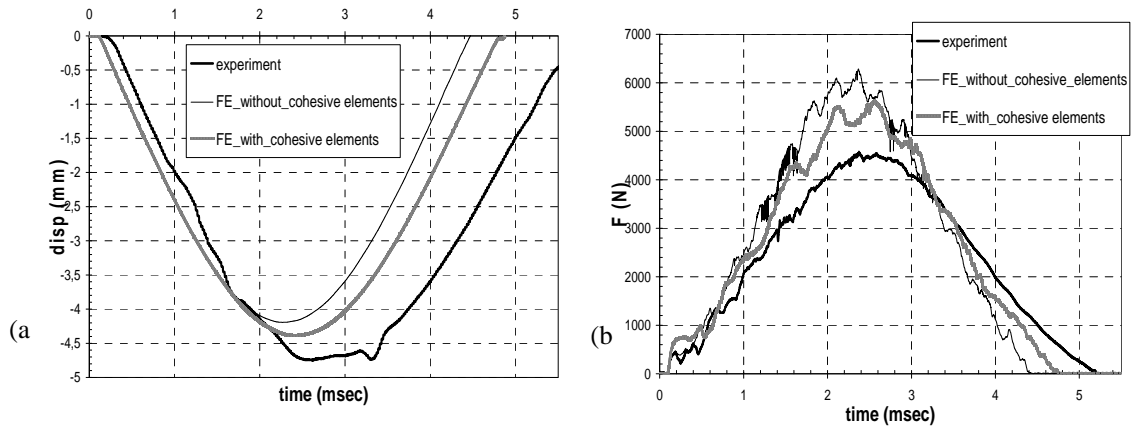 0 1 2 3 4 5
0
-0,5
-1
-1,5
-2
-2,5
-3
-3,5
-4
-4,5
-5
disp (mm)
time (msec)
experiment
FE_without_cohesive elements
FE_with_cohesive elements
(a
7000
6000
5000
4000
3000
2000
1000
0
F (N)
0 1 2 3 4 5
time (msec)
experiment
FE_without_cohesive_elements
FE_with_cohesive elements
(b)